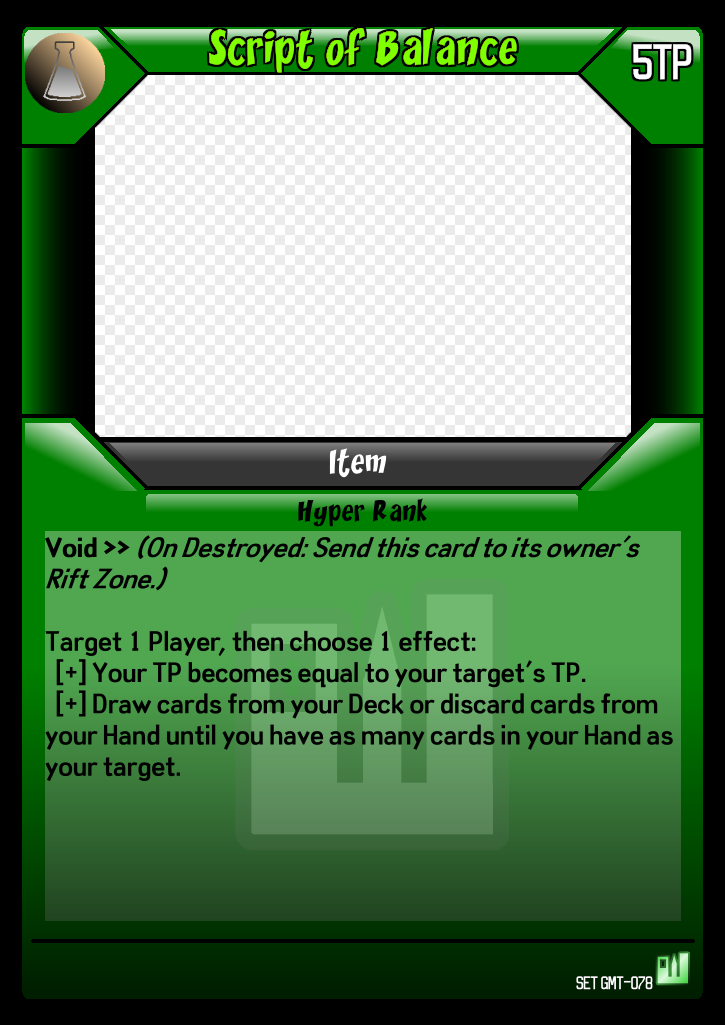 Script of Balance
5TP
Item
Hyper Rank
Void >> (On Destroyed: Send this card to its owner's
Rift Zone.)
Target 1 Player, then choose 1 effect:
[+] Your TP becomes equal to your target's TP.
[+] Draw cards from your Deck or discard cards from
your Hand until you have as many cards in your Hand as
your target.
SET GMT-078